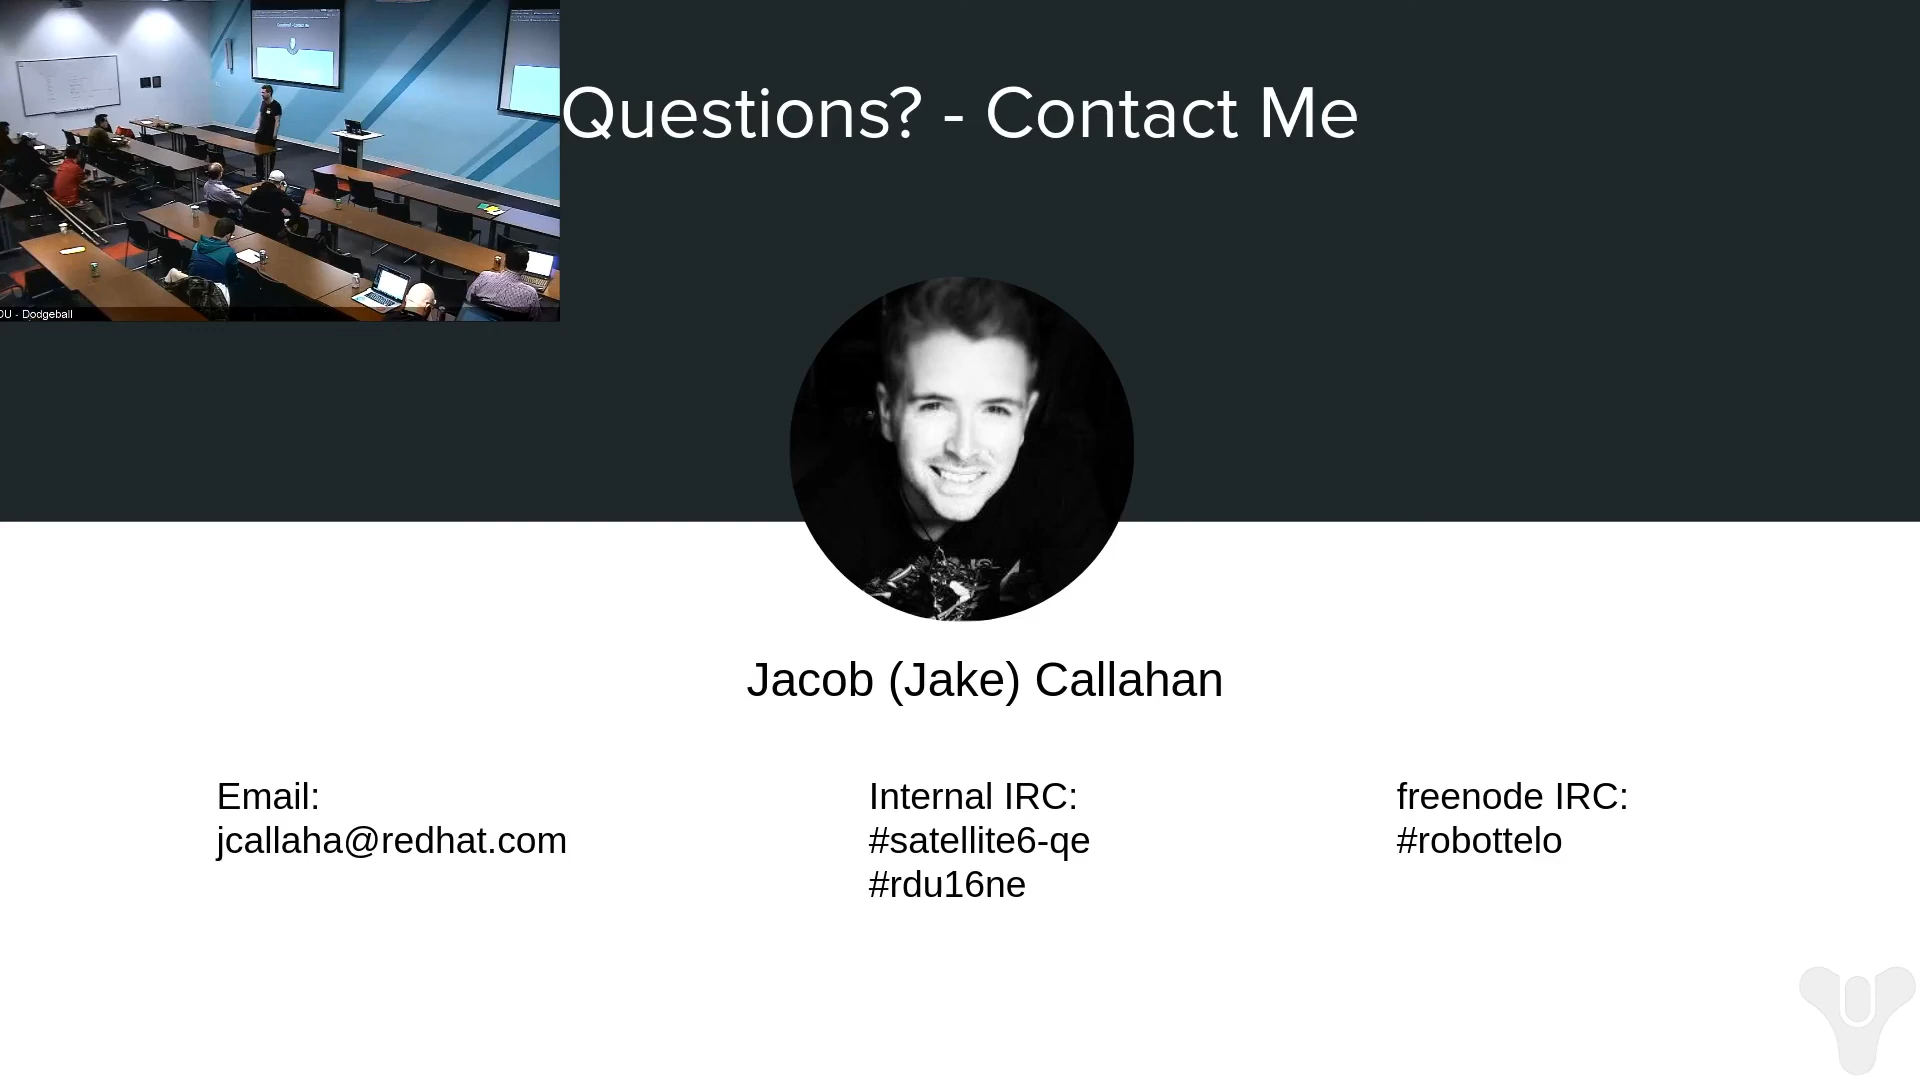 Questions? - Contact Me
DU - Dodgeball
Jacob (Jake) Callahan
Email:
jcallaha@redhat.com
Internal IRC:
#satellite6-qe
#rdu16ne
freenode IRC:
#robottelo